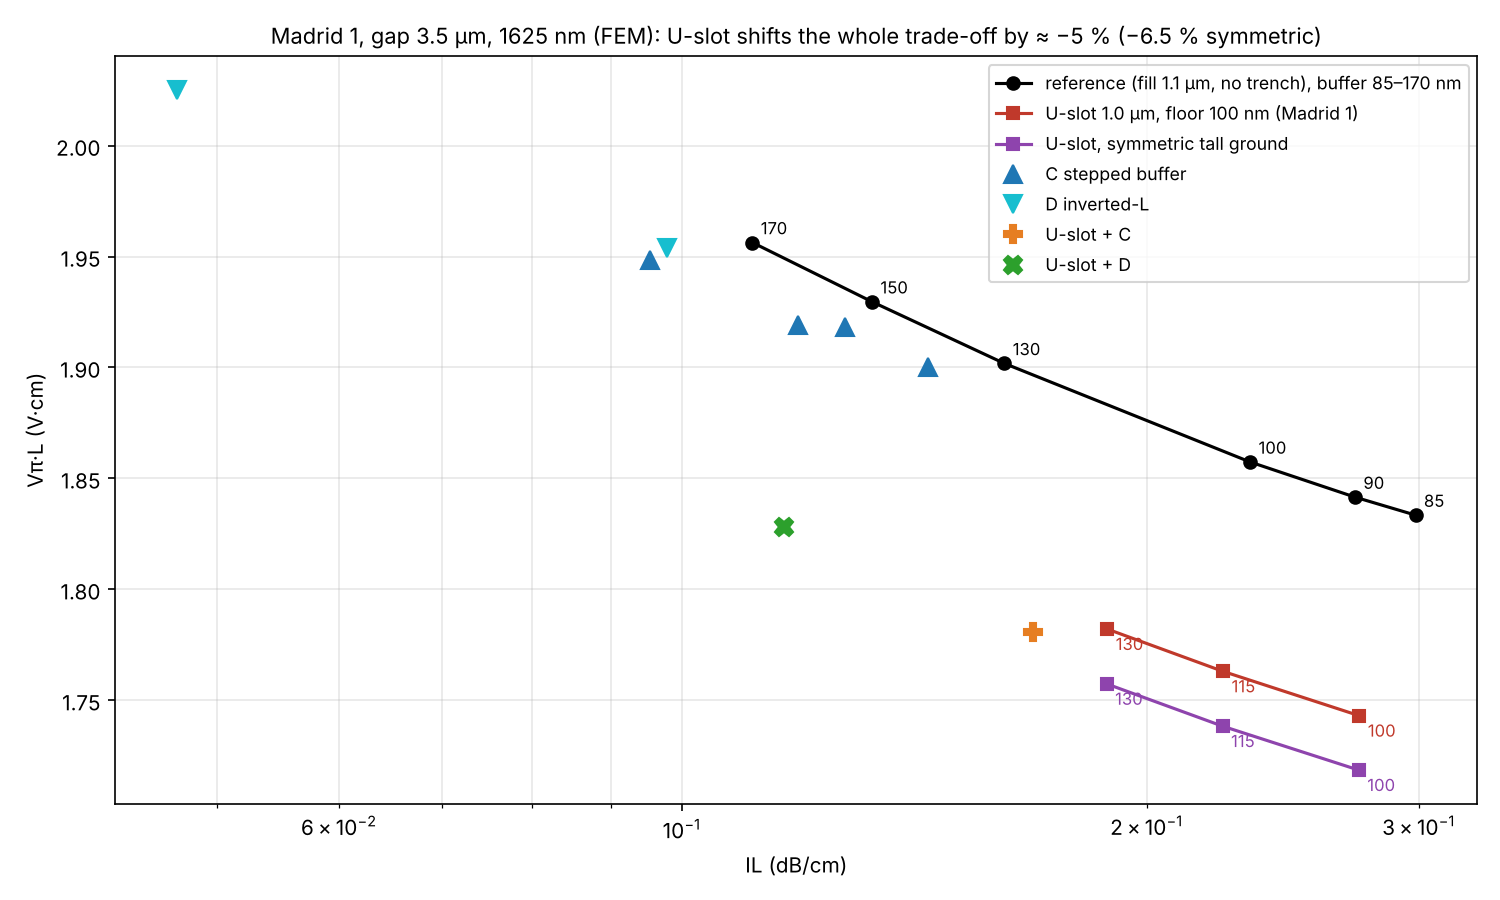 Madrid 1, gap 3.5 µm, 1625 nm (FEM): U-slot shifts the whole trade-off by ≈ −5 % (−6.5 % symmetric)
reference (fill 1.1 µm, no trench), buffer 85–170 nm
U-slot 1.0 µm, floor 100 nm (Madrid 1)
U-slot, symmetric tall ground
C stepped buffer
D inverted-L
U-slot + C
U-slot + D
Vπ·L (V·cm)
2.00
1.95
1.90
1.85
1.80
1.75
170
150
130
100
90
85
130
115
100
130
115
100
6 × 10⁻²
10⁻¹
2 × 10⁻¹
3 × 10⁻¹
IL (dB/cm)